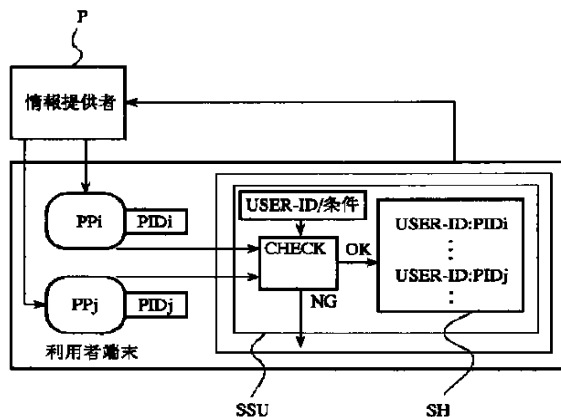 P
情報提供者
USER-ID/条件
PPi
PIDi
CHECK
OK
USER-ID:PIDi
⋮
USER-ID:PIDj
⋮
PPj
PIDj
NG
利用者端末
SSU
SH